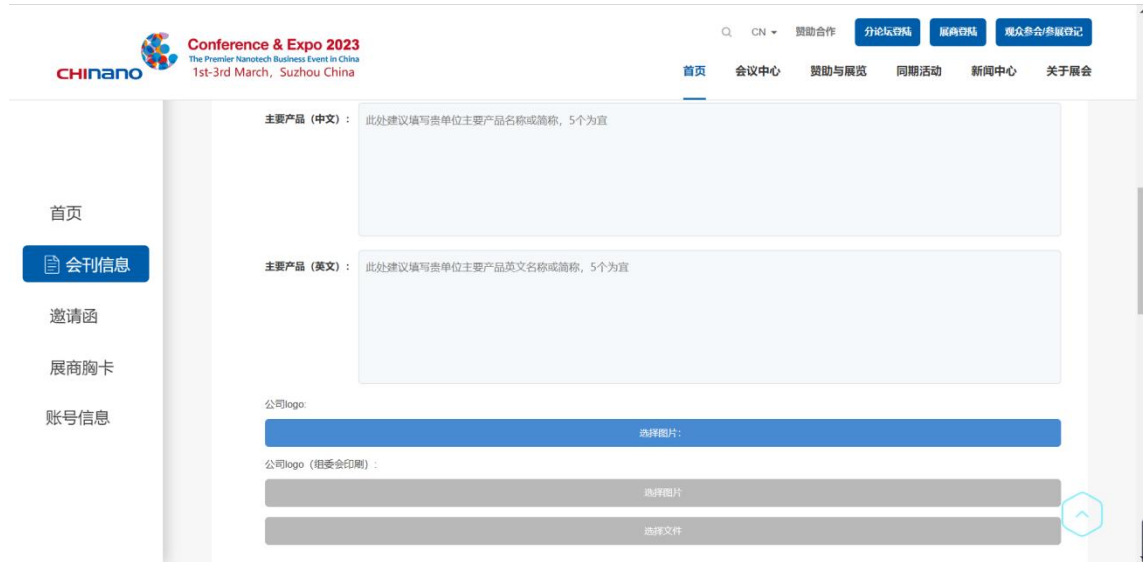 CHInano
Conference & Expo 2023
The Premier Nanotech Business Event in China
1st-3rd March, Suzhou China
CN
赞助合作
分论坛登陆
展商登陆
观众参会/参展登记
首页
会议中心
赞助与展览
同期活动
新闻中心
关于展会
首页
会刊信息
邀请函
展商胸卡
账号信息
主要产品（中文）:
此处建议填写贵单位主要产品名称或简称，5个为宜
主要产品（英文）:
此处建议填写贵单位主要产品英文名称或简称，5个为宜
公司logo:
选择图片:
公司logo（组委会印刷）:
选择图片
选择文件